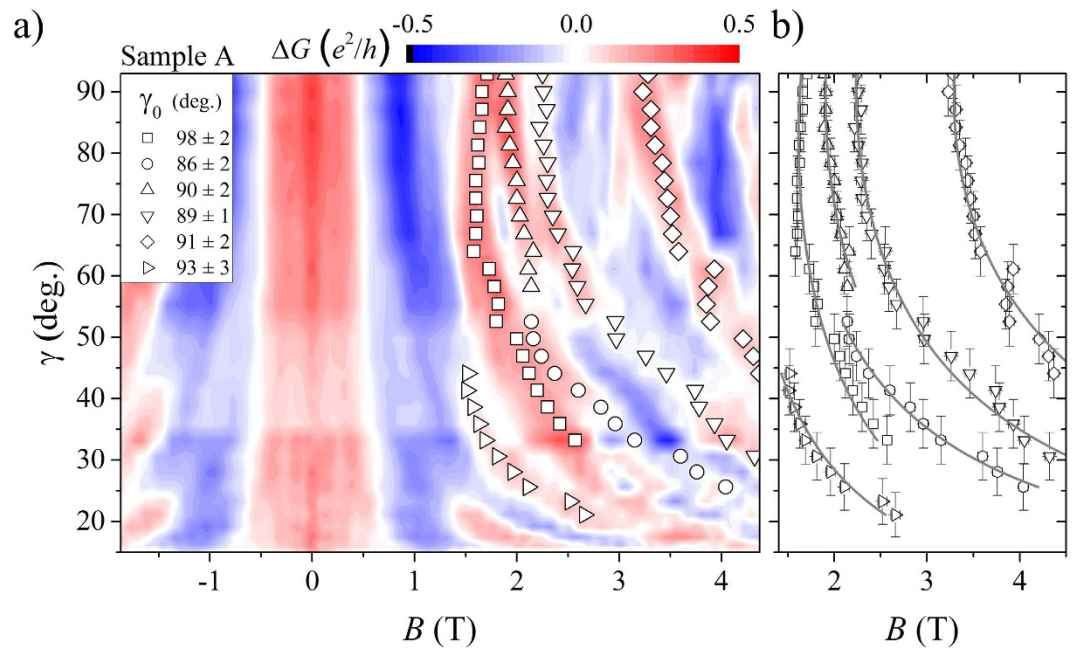 a)
b)
Sample A
ΔG (e²/h)
-0.5
0.0
0.5
γ₀ (deg.)
□ 98 ± 2
○ 86 ± 2
△ 90 ± 2
▽ 89 ± 1
◇ 91 ± 2
▷ 93 ± 3
γ (deg.)
90
80
70
60
50
40
30
20
-1
0
1
2
3
4
B (T)
2
3
4
B (T)